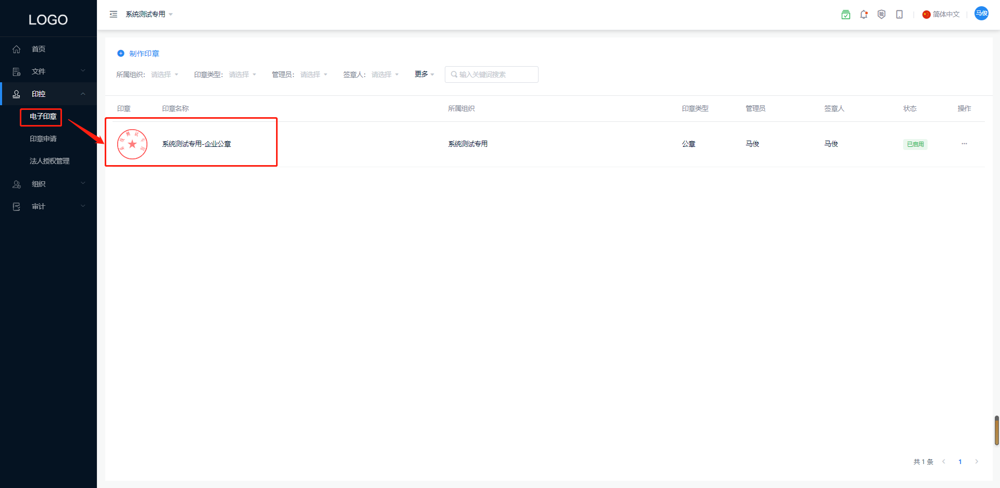 LOGO
系统测试专用
简体中文
马俊
首页
文件
印控
电子印章
印章申请
法人授权管理
组织
审计
制作印章
所属组织: 请选择 印章类型: 请选择 管理员: 请选择 签章人: 请选择 更多 输入关键词搜索
印章 印章名称 所属组织 印章类型 管理员 签章人 状态 操作
系统测试专用
系统测试专用-企业公章 系统测试专用 公章 马俊 马俊 已启用 ···
共 1 条 1